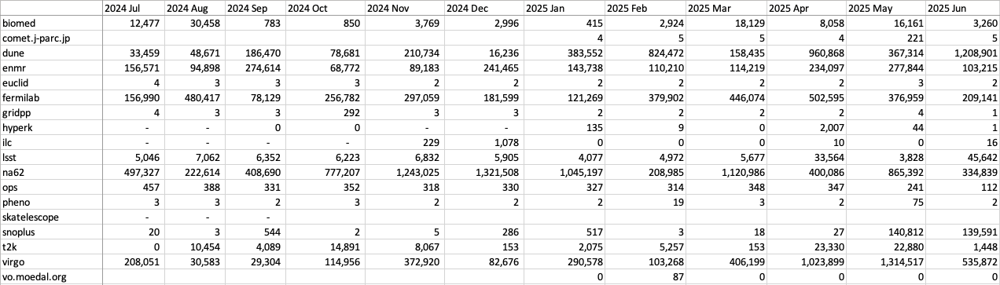 2024 Jul 2024 Aug 2024 Sep 2024 Oct 2024 Nov 2024 Dec 2025 Jan 2025 Feb 2025 Mar 2025 Apr 2025 May 2025 Jun
biomed 12,477 30,458 783 850 3,769 2,996 415 2,924 18,129 8,058 16,161 3,260
comet.j-parc.jp 4 5 5 4 221 5
dune 33,459 48,671 186,470 78,681 210,734 16,236 383,552 824,472 158,435 960,868 367,314 1,208,901
enmr 156,571 94,898 274,614 68,772 89,183 241,465 143,738 110,210 114,219 234,097 277,844 103,215
euclid 4 3 3 3 2 2 2 2 2 2 3 2
fermilab 156,990 480,417 78,129 256,782 297,059 181,599 121,269 379,902 446,074 502,595 376,959 209,141
gridpp 4 3 3 292 3 3 2 2 2 2 4 1
hyperk - - 0 0 - - 135 9 0 2,007 44 1
ilc - - - - 229 1,078 0 0 0 10 0 16
lsst 5,046 7,062 6,352 6,223 6,832 5,905 4,077 4,972 5,677 33,564 3,828 45,642
na62 497,327 222,614 408,690 777,207 1,243,025 1,321,508 1,045,197 208,985 1,120,986 400,086 865,392 334,839
ops 457 388 331 352 318 330 327 314 348 347 241 112
pheno 3 3 2 3 2 2 2 19 3 2 75 2
skatelescope - - -
snoplus 20 3 544 2 5 286 517 3 18 27 140,812 139,591
t2k 0 10,454 4,089 14,891 8,067 153 2,075 5,257 153 23,330 22,880 1,448
virgo 208,051 30,583 29,304 114,956 372,920 82,676 290,578 103,268 406,199 1,023,899 1,314,517 535,872
vo.moedal.org 0 87 0 0 0 0